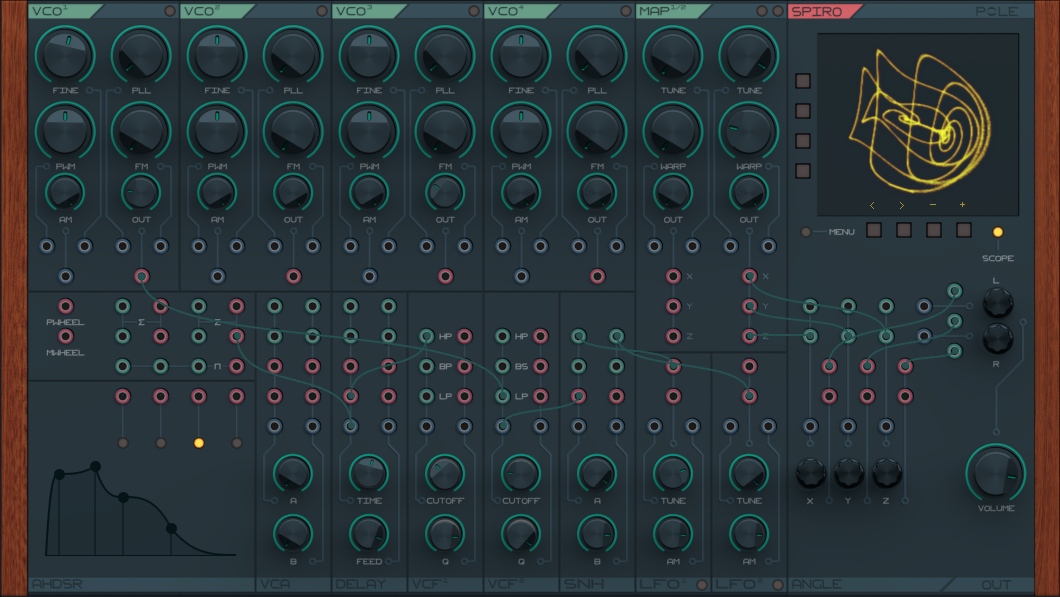 VCO¹ VCO² VCO³ VCO⁴ MAP¹/² SPIRO POLE
FINE PLL FINE PLL FINE PLL FINE PLL TUNE TUNE
PWM FM PWM FM PWM FM PWM FM WARP WARP
AM OUT AM OUT AM OUT AM OUT OUT OUT
< > − +
MENU
SCOPE
X X
L
PWHEEL Σ Σ Y Y
HP HP Z Z
MWHEEL
Π BP BS R
LP LP
A TIME CUTOFF CUTOFF A TUNE TUNE X Y Z
VOLUME
B FEED Q Q B AM AM
AHDSR VCA DELAY VCF¹ VCF² SNH LFO¹ LFO² ANGLE OUT